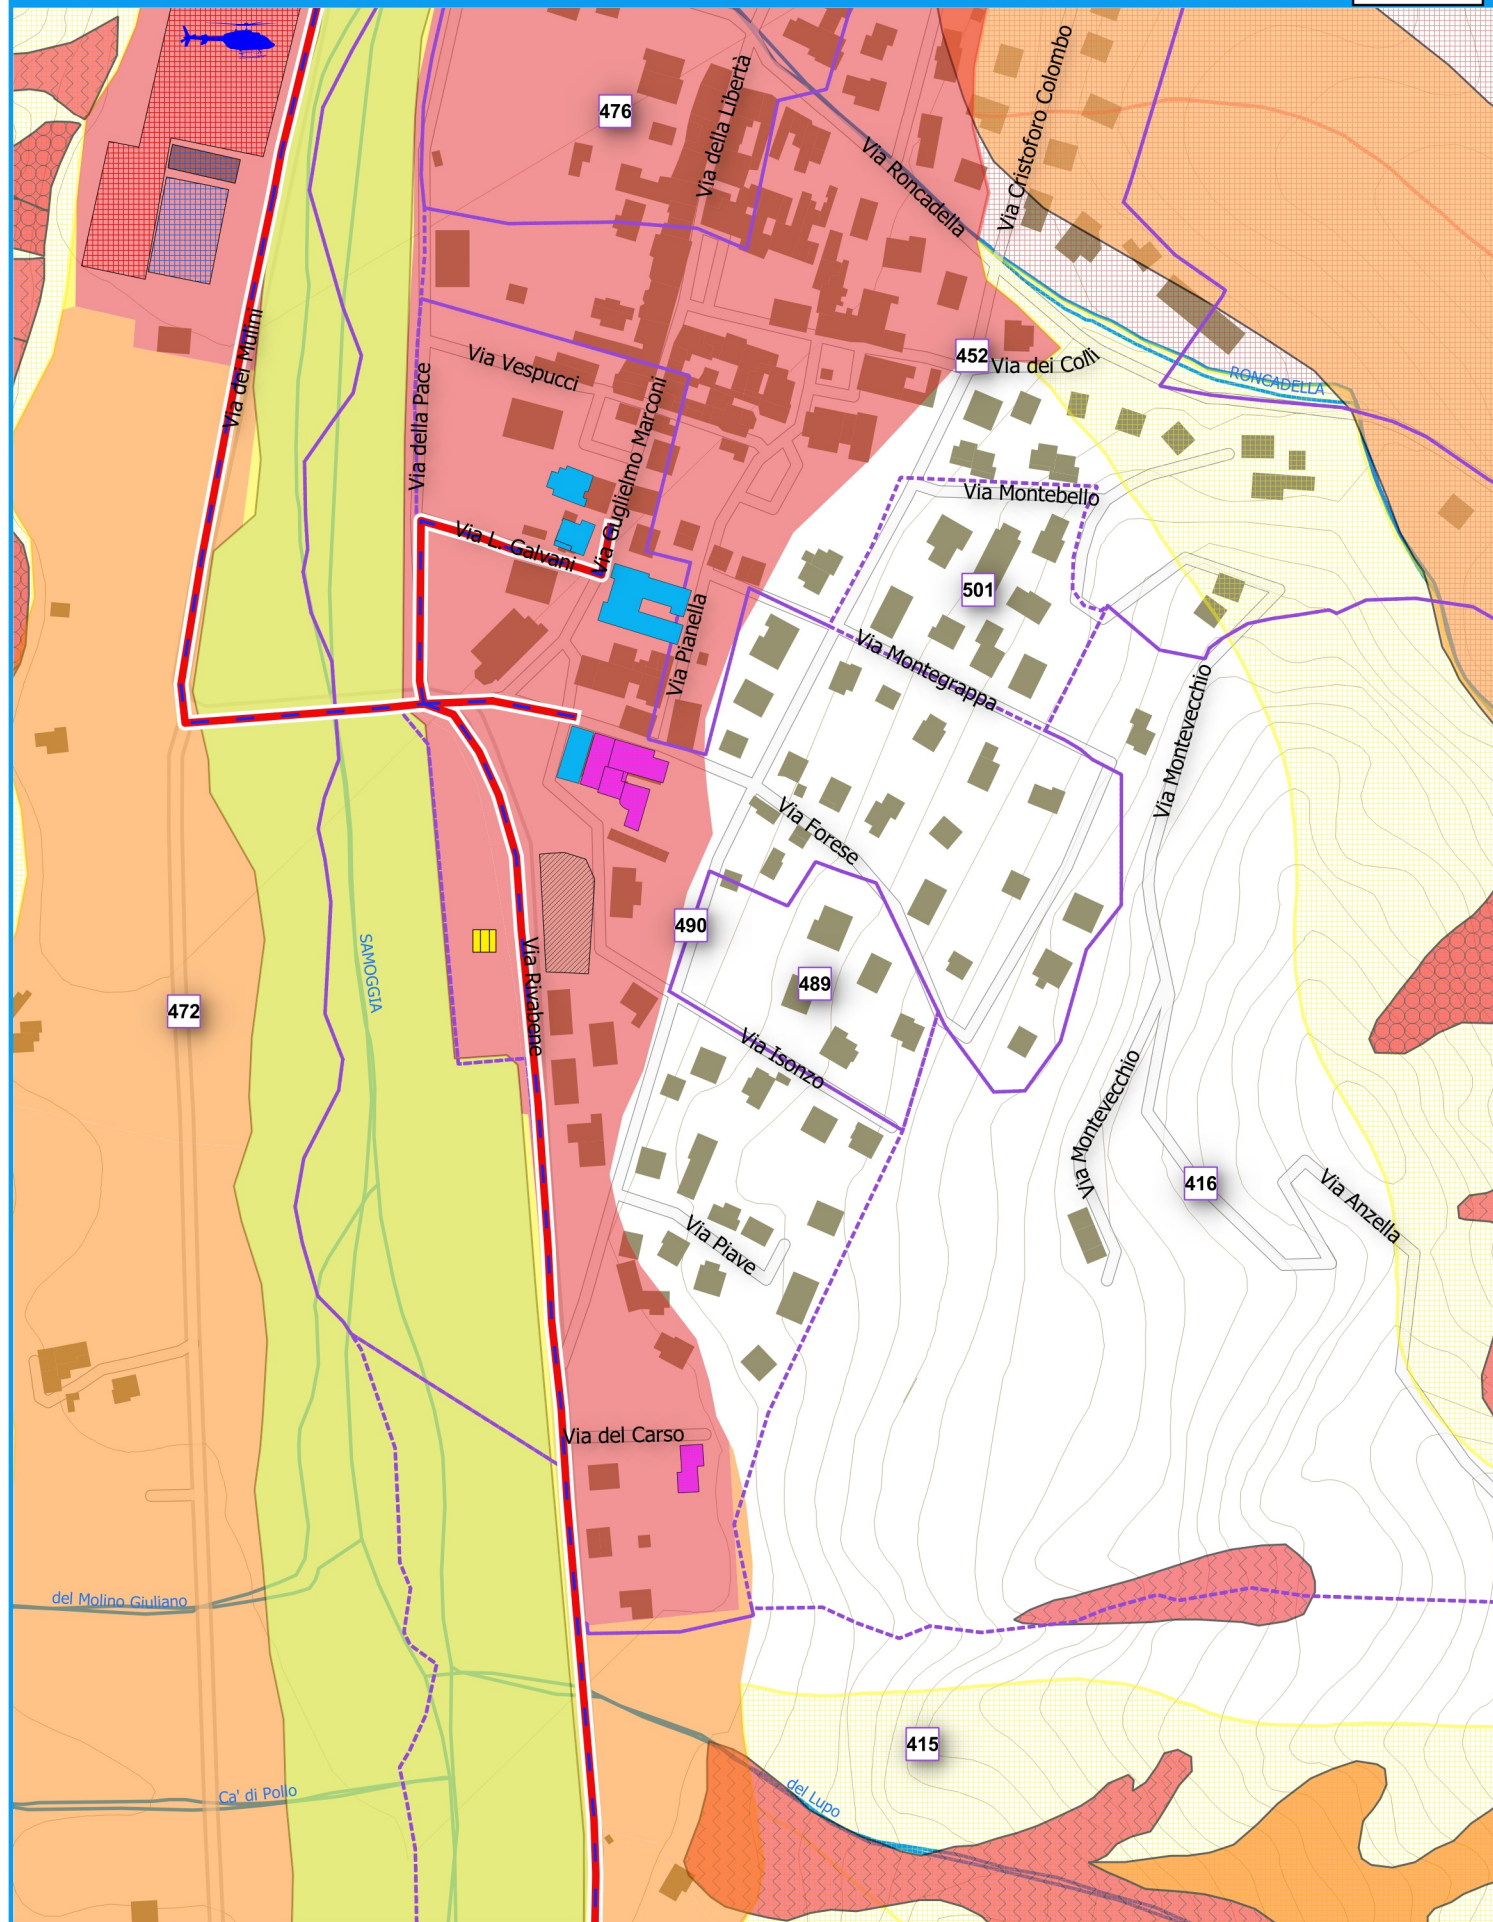 476
Via della Libertà
Via Roncadella
Via Cristoforo Colombo
Via dei Mulini
Via della Pace
Via Vespucci
Via Guglielmo Marconi
452
Via dei Colli
RONCADELLA
Via Montebello
Via L. Galvani
501
Via Pianella
Via Montegrappa
Via Montevecchio
Via Forese
490
SAMOGGIA
Via Rivabone
489
472
Via Isonzo
Via Montevecchio
416
Via Anzella
Via Piave
Via del Carso
del Molino Giuliano
415
Ca' di Pollo
del Lupo